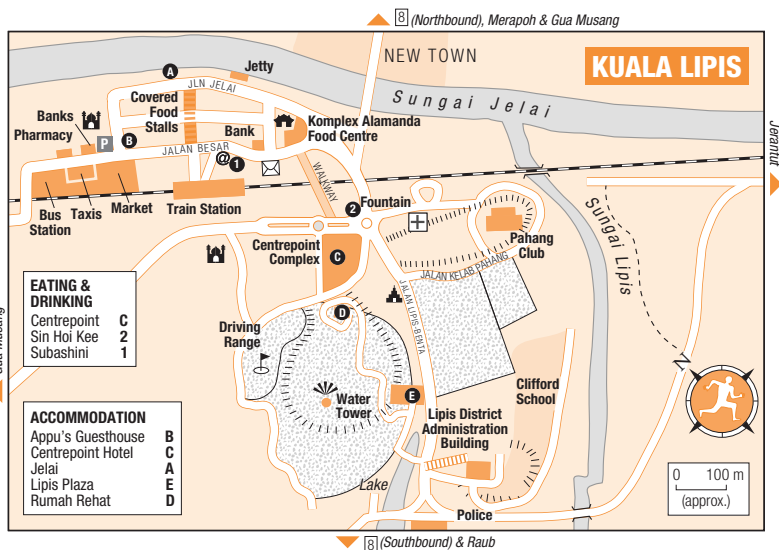 8 (Northbound), Merapoh & Gua Musang
NEW TOWN
KUALA LIPIS
A
Jetty
JLN JELAI
Sungai Jelai
Covered
Food
Stalls
Banks
Pharmacy
P
B
Bank
Komplex Alamanda
Food Centre
JALAN BESAR
@
1
WALKWAY
Jerantut
Bus
Station
Taxis
Market
Train Station
2
Fountain
Sungai Lipis
Centrepoint
Complex
C
Pahang
Club
JALAN KELAB PAHANG
JALAN LIPIS-BENTA
EATING &
DRINKING
Centrepoint C
Sin Hoi Kee 2
Subashini 1
Gua Musang
D
Driving
Range
Water
Tower
E
Clifford
School
N
Lipis District
Administration
Building
ACCOMMODATION
Appu's Guesthouse B
Centrepoint Hotel C
Jelai A
Lipis Plaza E
Rumah Rehat D
Lake
Police
0 100 m
(approx.)
8 (Southbound) & Raub